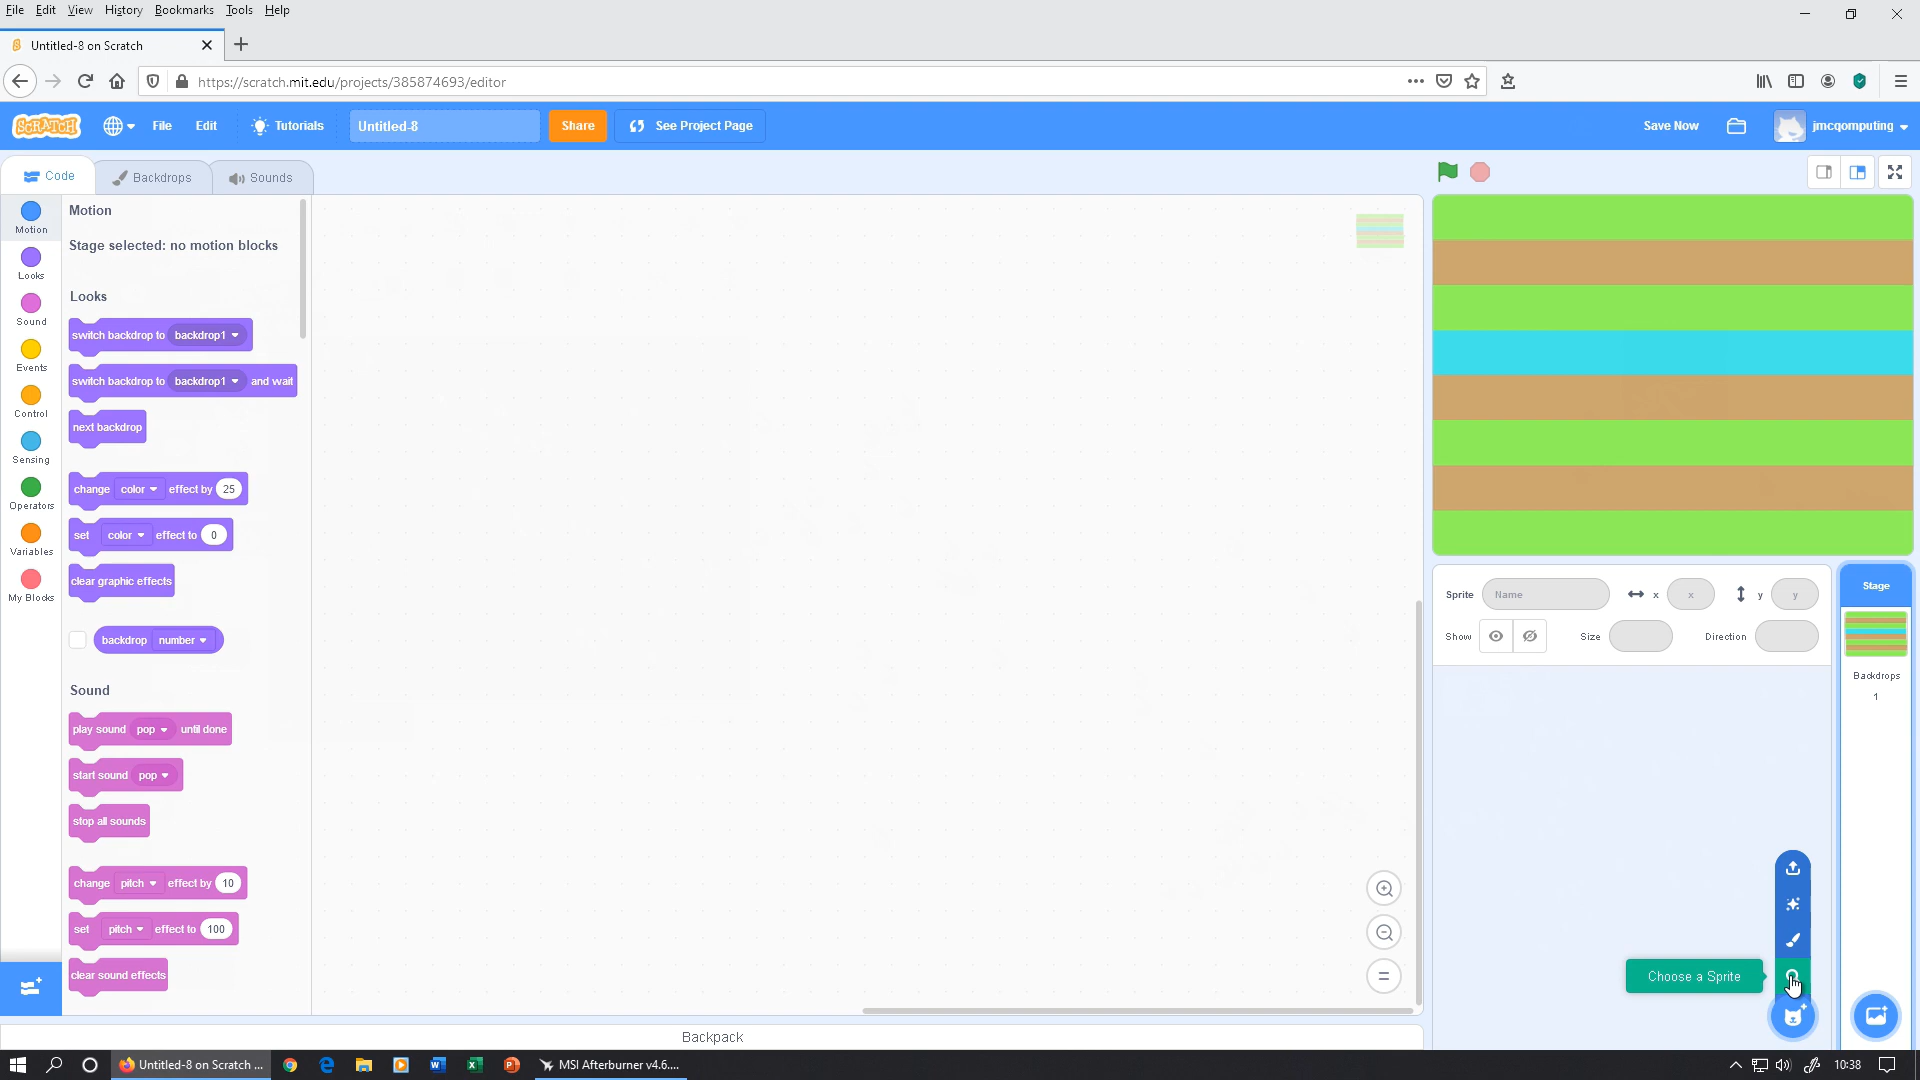 File Edit View History Bookmarks Tools Help
Untitled-8 on Scratch
https://scratch.mit.edu/projects/385874693/editor
SCRATCH File Edit Tutorials Untitled-8 Share See Project Page Save Now jmcqomputing
Code Backdrops Sounds
Motion
Looks
Sound
Events
Control
Sensing
Operators
Variables
My Blocks
Motion
Stage selected: no motion blocks
Looks
switch backdrop to backdrop1
switch backdrop to backdrop1 and wait
next backdrop
change color effect by 25
set color effect to 0
clear graphic effects
backdrop number
Sound
play sound pop until done
start sound pop
stop all sounds
change pitch effect by 10
set pitch effect to 100
clear sound effects
Backpack
Sprite Name x x y y
Show Size Direction
Stage
Backdrops
1
Choose a Sprite
Untitled-8 on Scratch ... MSI Afterburner v4.6.... 10:38